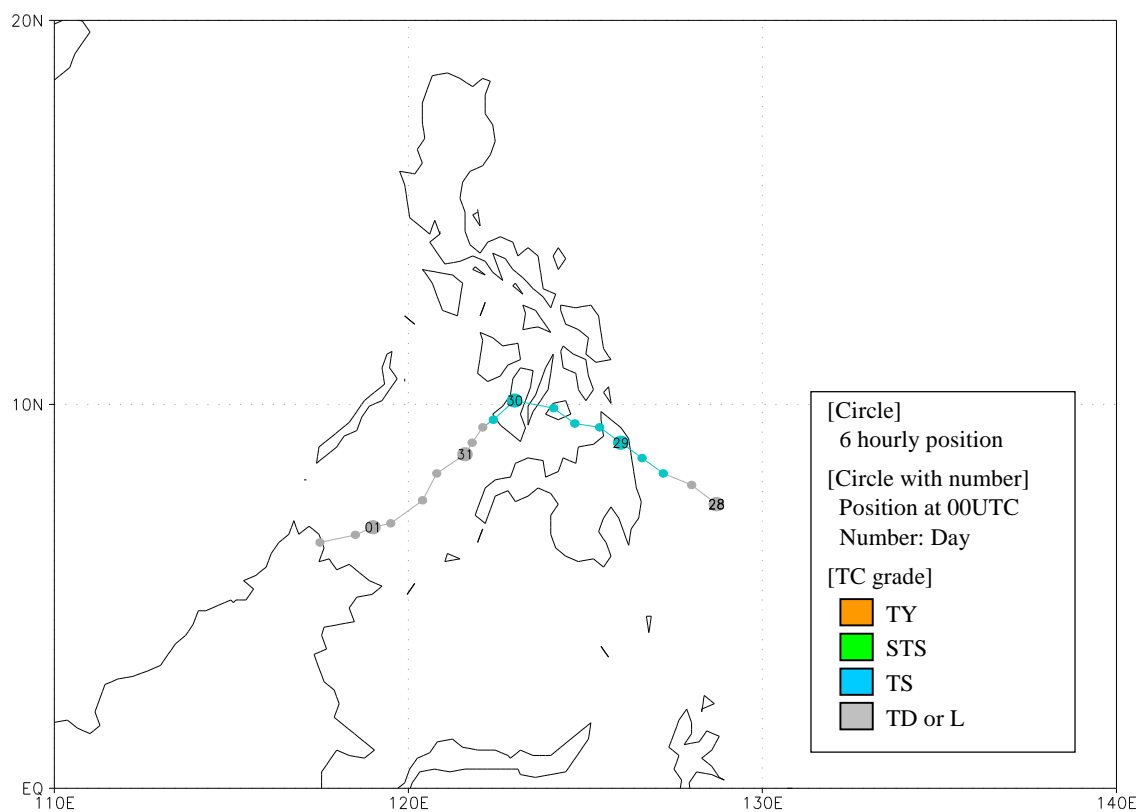 20N
10N
EQ
110E
120E
130E
140E
30
29
31
28
01
[Circle]
6 hourly position
[Circle with number]
Position at 00UTC
Number: Day
[TC grade]
TY
STS
TS
TD or L